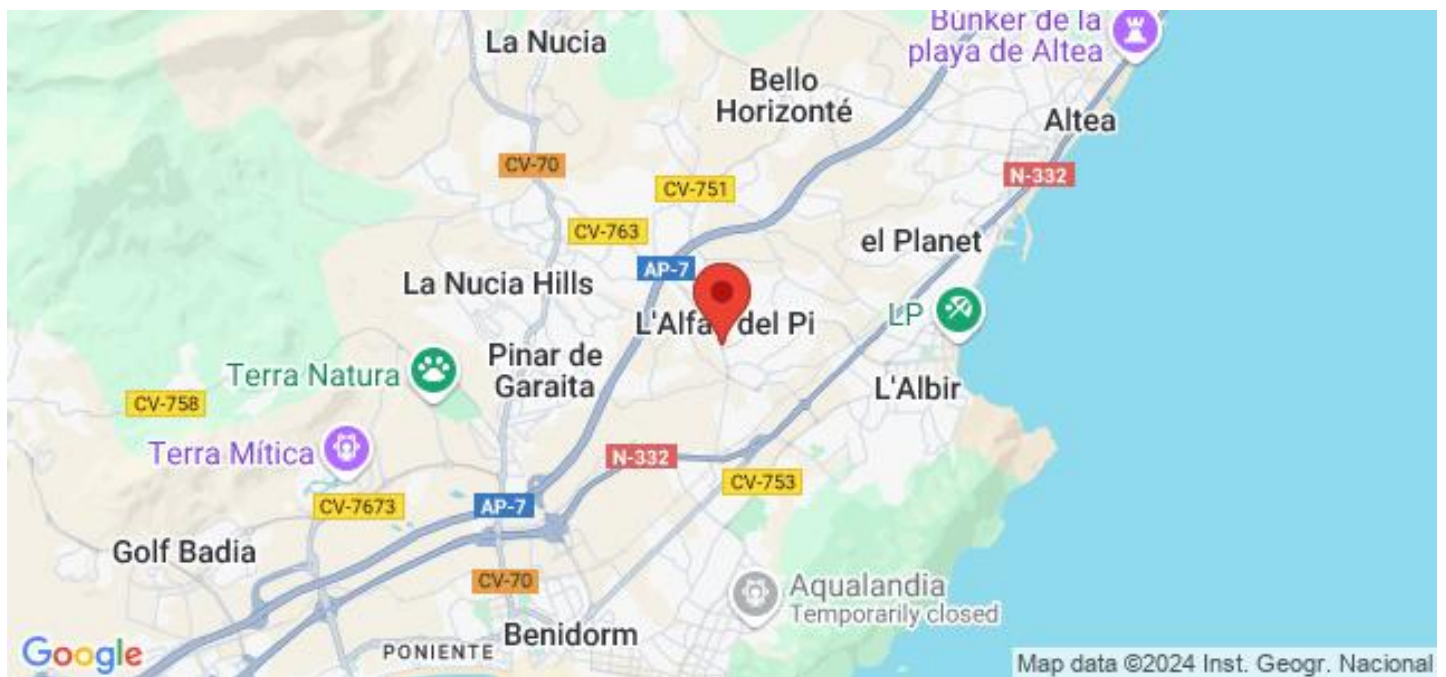 Búnker de la
playa de Altea
La Nucia
Bello
Horizonté
Altea
CV-70
N-332
CV-751
CV-763
el Planet
AP-7
La Nucia Hills
L'Alfa del Pi
LP
Pinar de
Garaita
Terra Natura
L'Albir
CV-758
Terra Mítica
N-332
CV-753
CV-7673
AP-7
Golf Badia
CV-70
Aqualandia
Temporarily closed
Benidorm
PONIENTE
Google
Map data ©2024 Inst. Geogr. Nacional